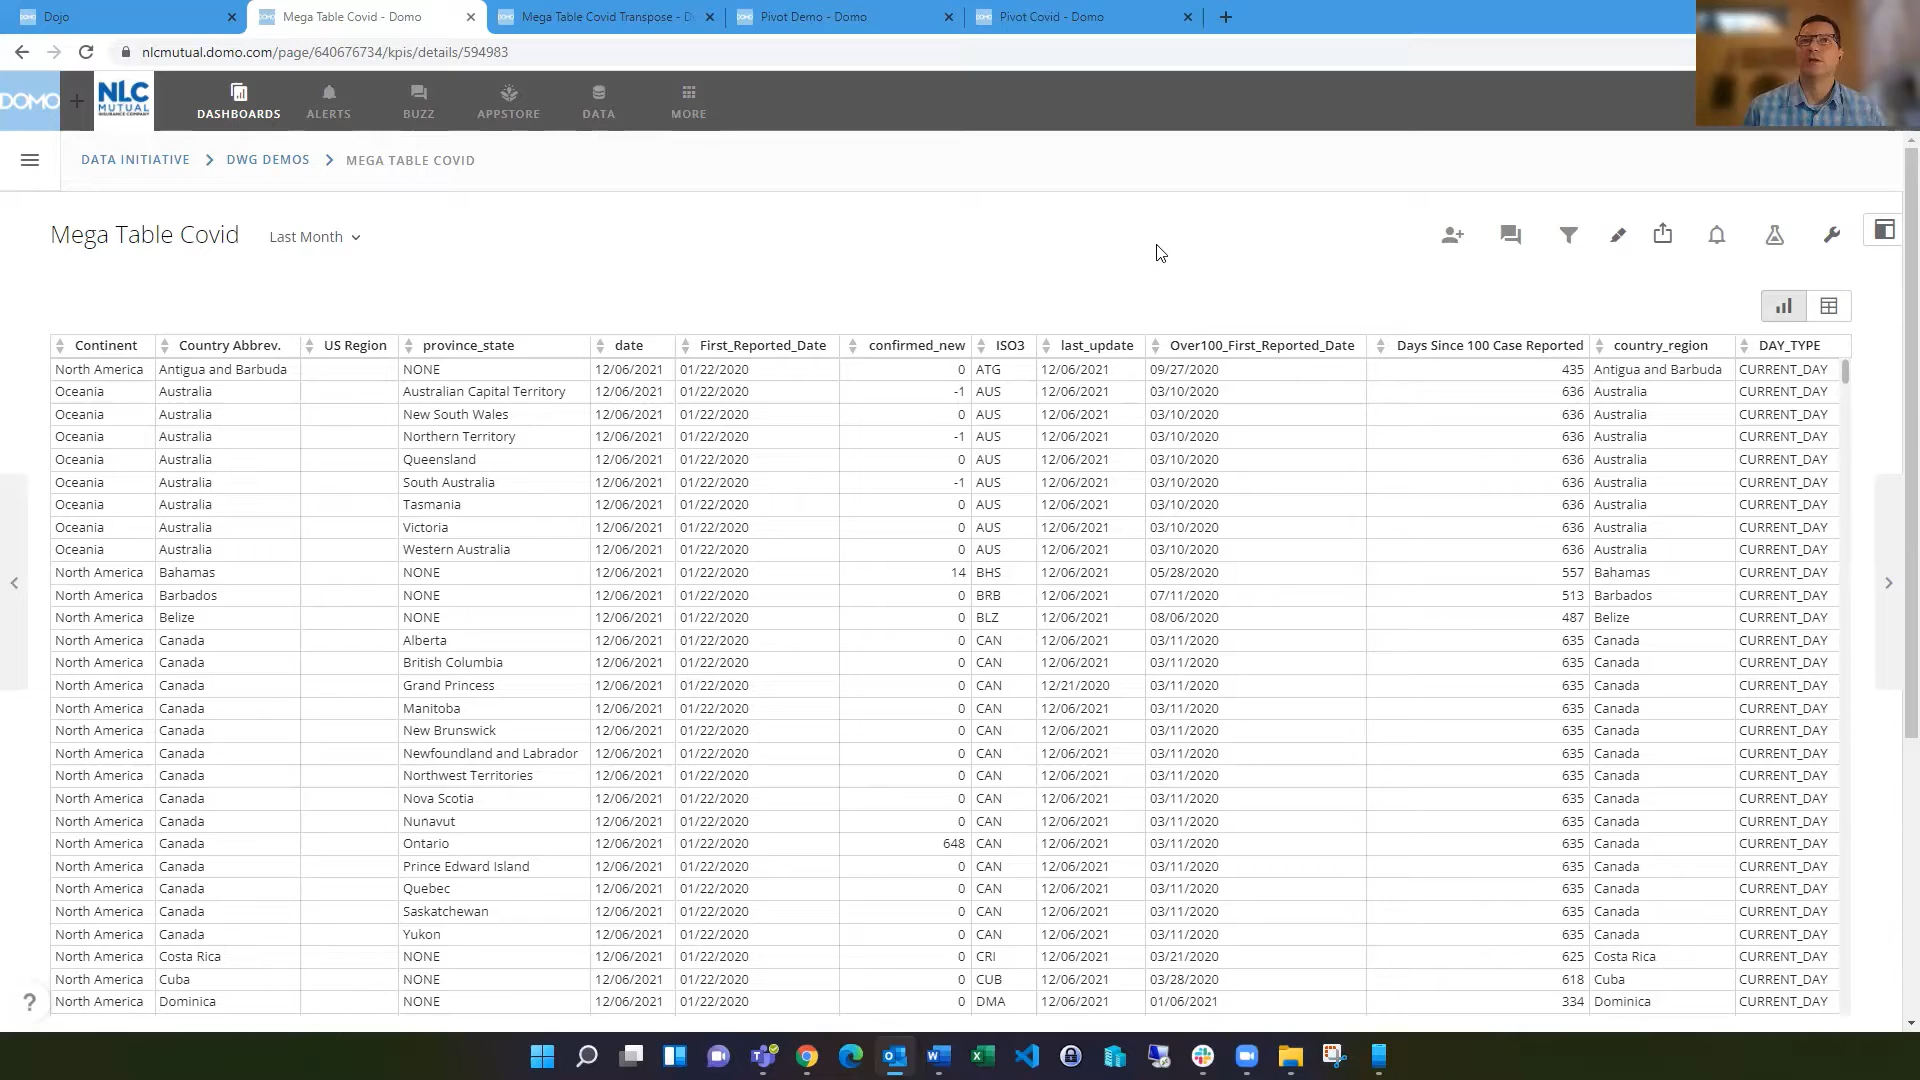 Dojo
Mega Table Covid - Domo
Mega Table Covid Transpose - D
Pivot Demo - Domo
Pivot Covid - Domo
nlcmutual.domo.com/page/640676734/kpis/details/594983
DOMO
NLC
MUTUAL
INSURANCE COMPANY
DASHBOARDS ALERTS BUZZ APPSTORE DATA MORE
DATA INITIATIVE > DWG DEMOS > MEGA TABLE COVID
Mega Table Covid Last Month
Continent Country Abbrev. US Region province_state date First_Reported_Date confirmed_new ISO3 last_update Over100_First_Reported_Date Days Since 100 Case Reported country_region DAY_TYPE
North America Antigua and Barbuda NONE 12/06/2021 01/22/2020 0 ATG 12/06/2021 09/27/2020 435 Antigua and Barbuda CURRENT_DAY
Oceania Australia Australian Capital Territory 12/06/2021 01/22/2020 -1 AUS 12/06/2021 03/10/2020 636 Australia CURRENT_DAY
Oceania Australia New South Wales 12/06/2021 01/22/2020 0 AUS 12/06/2021 03/10/2020 636 Australia CURRENT_DAY
Oceania Australia Northern Territory 12/06/2021 01/22/2020 -1 AUS 12/06/2021 03/10/2020 636 Australia CURRENT_DAY
Oceania Australia Queensland 12/06/2021 01/22/2020 0 AUS 12/06/2021 03/10/2020 636 Australia CURRENT_DAY
Oceania Australia South Australia 12/06/2021 01/22/2020 -1 AUS 12/06/2021 03/10/2020 636 Australia CURRENT_DAY
Oceania Australia Tasmania 12/06/2021 01/22/2020 0 AUS 12/06/2021 03/10/2020 636 Australia CURRENT_DAY
Oceania Australia Victoria 12/06/2021 01/22/2020 0 AUS 12/06/2021 03/10/2020 636 Australia CURRENT_DAY
Oceania Australia Western Australia 12/06/2021 01/22/2020 0 AUS 12/06/2021 03/10/2020 636 Australia CURRENT_DAY
North America Bahamas NONE 12/06/2021 01/22/2020 14 BHS 12/06/2021 05/28/2020 557 Bahamas CURRENT_DAY
North America Barbados NONE 12/06/2021 01/22/2020 0 BRB 12/06/2021 07/11/2020 513 Barbados CURRENT_DAY
North America Belize NONE 12/06/2021 01/22/2020 0 BLZ 12/06/2021 08/06/2020 487 Belize CURRENT_DAY
North America Canada Alberta 12/06/2021 01/22/2020 0 CAN 12/06/2021 03/11/2020 635 Canada CURRENT_DAY
North America Canada British Columbia 12/06/2021 01/22/2020 0 CAN 12/06/2021 03/11/2020 635 Canada CURRENT_DAY
North America Canada Grand Princess 12/06/2021 01/22/2020 0 CAN 12/21/2020 03/11/2020 635 Canada CURRENT_DAY
North America Canada Manitoba 12/06/2021 01/22/2020 0 CAN 12/06/2021 03/11/2020 635 Canada CURRENT_DAY
North America Canada New Brunswick 12/06/2021 01/22/2020 0 CAN 12/06/2021 03/11/2020 635 Canada CURRENT_DAY
North America Canada Newfoundland and Labrador 12/06/2021 01/22/2020 0 CAN 12/06/2021 03/11/2020 635 Canada CURRENT_DAY
North America Canada Northwest Territories 12/06/2021 01/22/2020 0 CAN 12/06/2021 03/11/2020 635 Canada CURRENT_DAY
North America Canada Nova Scotia 12/06/2021 01/22/2020 0 CAN 12/06/2021 03/11/2020 635 Canada CURRENT_DAY
North America Canada Nunavut 12/06/2021 01/22/2020 0 CAN 12/06/2021 03/11/2020 635 Canada CURRENT_DAY
North America Canada Ontario 12/06/2021 01/22/2020 648 CAN 12/06/2021 03/11/2020 635 Canada CURRENT_DAY
North America Canada Prince Edward Island 12/06/2021 01/22/2020 0 CAN 12/06/2021 03/11/2020 635 Canada CURRENT_DAY
North America Canada Quebec 12/06/2021 01/22/2020 0 CAN 12/06/2021 03/11/2020 635 Canada CURRENT_DAY
North America Canada Saskatchewan 12/06/2021 01/22/2020 0 CAN 12/06/2021 03/11/2020 635 Canada CURRENT_DAY
North America Canada Yukon 12/06/2021 01/22/2020 0 CAN 12/06/2021 03/11/2020 635 Canada CURRENT_DAY
North America Costa Rica NONE 12/06/2021 01/22/2020 0 CRI 12/06/2021 03/21/2020 625 Costa Rica CURRENT_DAY
North America Cuba NONE 12/06/2021 01/22/2020 0 CUB 12/06/2021 03/28/2020 618 Cuba CURRENT_DAY
North America Dominica NONE 12/06/2021 01/22/2020 0 DMA 12/06/2021 01/06/2021 334 Dominica CURRENT_DAY